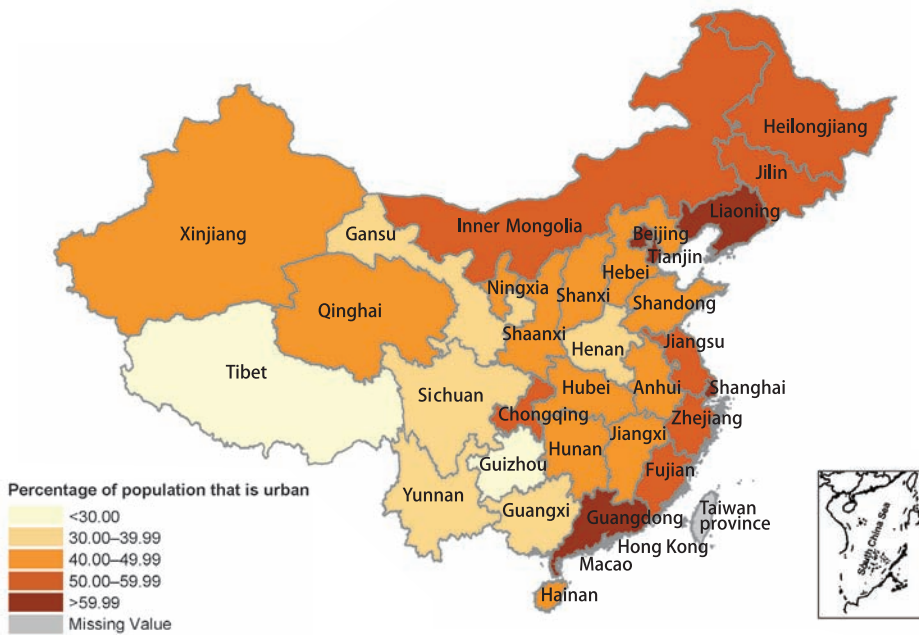 Heilongjiang
Jilin
Liaoning
Inner Mongolia
Beijing
Tianjin
Xinjiang
Gansu
Hebei
Ningxia
Shanxi
Shandong
Qinghai
Shaanxi
Henan
Jiangsu
Tibet
Sichuan
Hubei
Anhui
Shanghai
Chongqing
Zhejiang
Hunan
Jiangxi
Guizhou
Fujian
Yunnan
Guangxi
Guangdong
Taiwan
province
Hong Kong
Macao
Hainan
Percentage of population that is urban
<30.00
30.00–39.99
40.00–49.99
50.00–59.99
>59.99
Missing Value
South China Sea